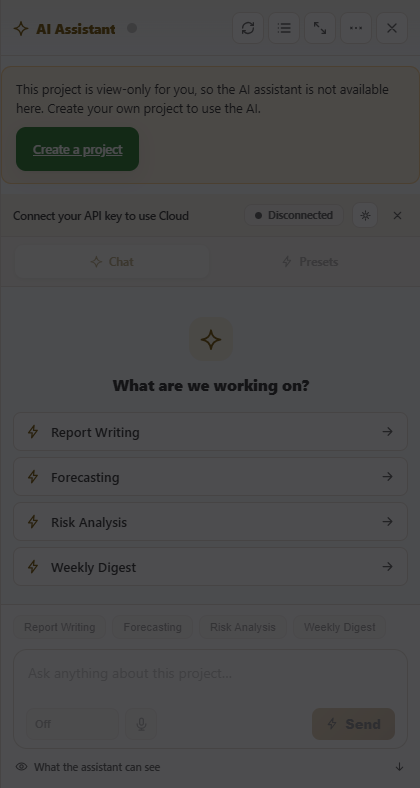 AI Assistant
This project is view-only for you, so the AI assistant is not available
here. Create your own project to use the AI.
Create a project
Connect your API key to use Cloud
Disconnected
Chat
Presets
What are we working on?
Report Writing
Forecasting
Risk Analysis
Weekly Digest
Report Writing Forecasting Risk Analysis Weekly Digest
Ask anything about this project...
Off
Send
What the assistant can see